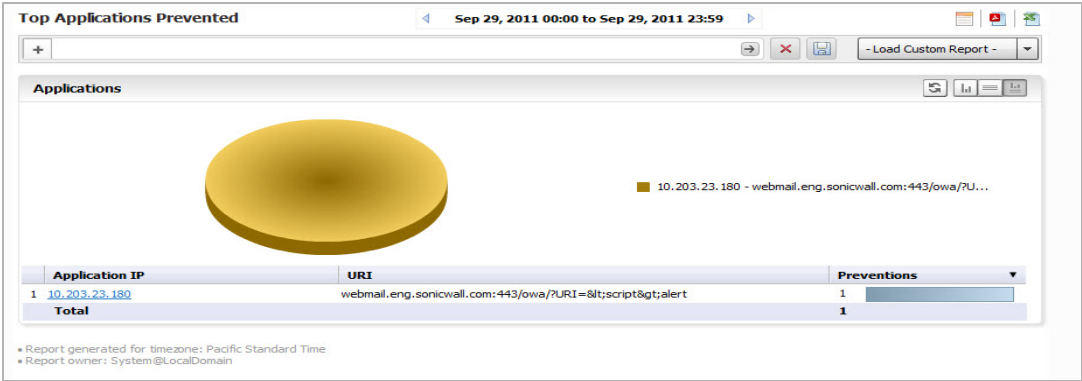 Top Applications Prevented
Sep 29, 2011 00:00 to Sep 29, 2011 23:59
+
- Load Custom Report -
Applications
10.203.23.180 - webmail.eng.sonicwall.com:443/owa/?U...
Application IP URI Preventions
1 10.203.23.180 webmail.eng.sonicwall.com:443/owa/?URI=&lt;script&gt;alert 1
Total 1
• Report generated for timezone: Pacific Standard Time
• Report owner: System@LocalDomain